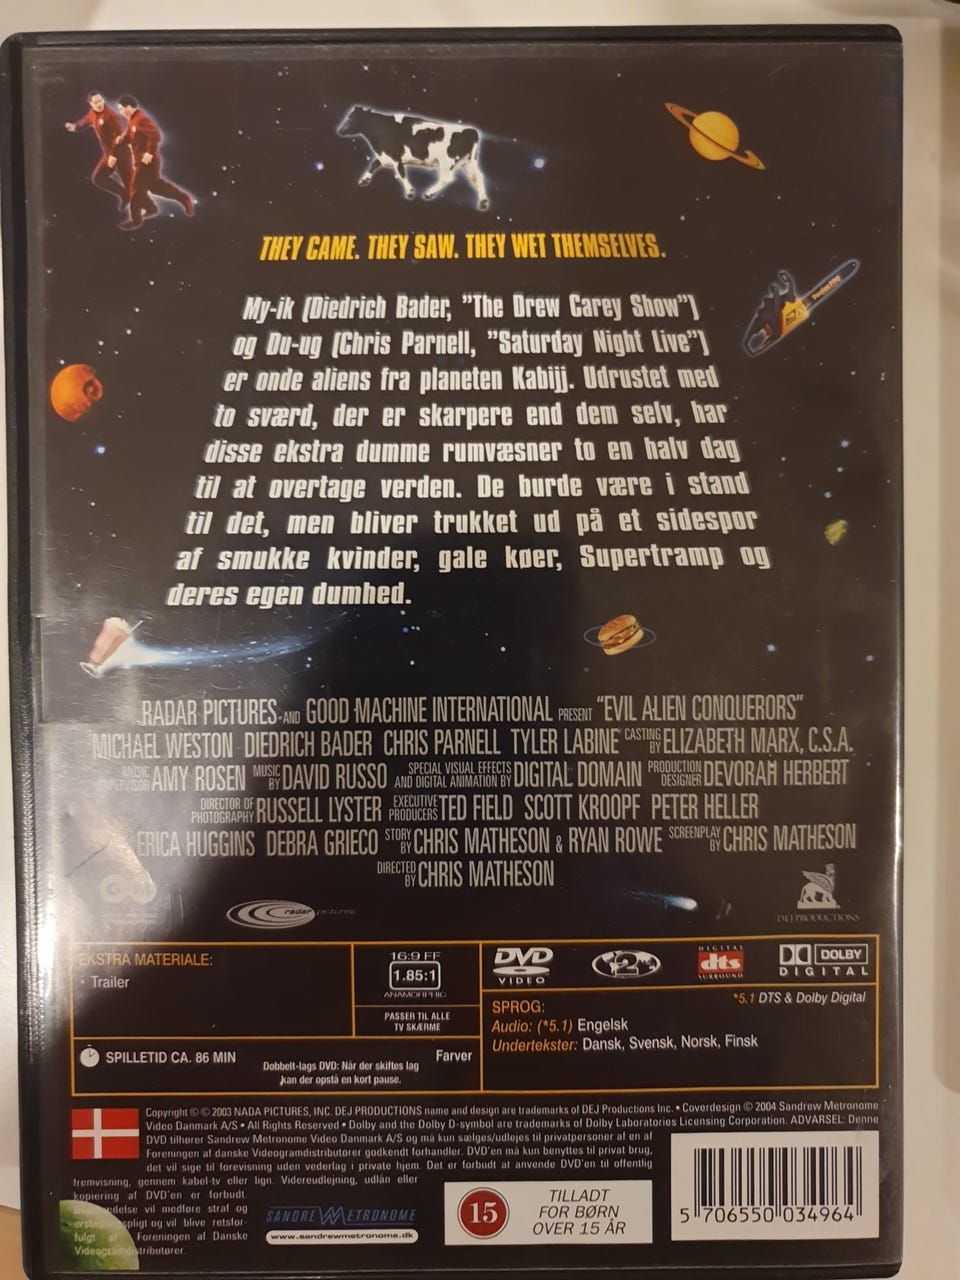 THEY CAME. THEY SAW. THEY WET THEMSELVES.
My-ik (Diedrich Bader, ”The Drew Carey Show”)
og Du-ug (Chris Parnell, ”Saturday Night Live”)
er onde aliens fra planeten Kabijj. Udrustet med
to sværd, der er skarpere end dem selv, har
disse ekstra dumme rumvæsner to en halv dag
til at overtage verden. De burde være i stand
til det, men bliver trukket ud på et sidespor
af smukke kvinder, gale køer, Supertramp og
deres egen dumhed.
RADAR PICTURES AND GOOD MACHINE INTERNATIONAL PRESENT “EVIL ALIEN CONQUERORS”
MICHAEL WESTON DIEDRICH BADER CHRIS PARNELL TYLER LABINE CASTING BY ELIZABETH MARX, C.S.A.
MUSIC SUPERVISOR AMY ROSEN MUSIC BY DAVID RUSSO SPECIAL VISUAL EFFECTS AND DIGITAL ANIMATION BY DIGITAL DOMAIN PRODUCTION DESIGNER DEVORAH HERBERT
DIRECTOR OF PHOTOGRAPHY RUSSELL LYSTER EXECUTIVE PRODUCERS TED FIELD SCOTT KROOPF PETER HELLER
ERICA HUGGINS DEBRA GRIECO STORY BY CHRIS MATHESON & RYAN ROWE SCREENPLAY BY CHRIS MATHESON
DIRECTED BY CHRIS MATHESON
radar pictures
DEJ PRODUCTIONS
EKSTRA MATERIALE:
• Trailer
16:9 FF
1.85:1
ANAMORPHIC
PASSER TIL ALLE
TV SKÆRME
SPILLETID CA. 86 MIN
Farver
Dobbelt-lags DVD: Når der skiftes lag
kan der opstå en kort pause.
DVD
VIDEO
2
DIGITAL
dts
SURROUND
DOLBY
DIGITAL
*5.1 DTS & Dolby Digital
SPROG:
Audio: (*5.1) Engelsk
Undertekster: Dansk, Svensk, Norsk, Finsk
Copyright © © 2003 NADA PICTURES, INC. DEJ PRODUCTIONS name and design are trademarks of DEJ Productions Inc. • Coverdesign © 2004 Sandrew Metronome
Video Danmark A/S • All Rights Reserved • Dolby and the Dolby D-symbol are trademarks of Dolby Laboratories Licensing Corporation. ADVARSEL: Denne
DVD tilhører Sandrew Metronome Video Danmark A/S og må kun sælges/udlejes til privatpersoner af en af
Foreningen af danske Videogramdistributører godkendt forhandler. DVD'en må kun benyttes til privat brug,
det vil sige til forevisning uden vederlag i private hjem. Det er forbudt at anvende DVD'en til offentlig
fremvisning, gennem kabel-tv eller lign. Videreudlejning, udlån eller
kopiering af DVD'en er forbudt.
vil medføre straf og
og vil blive retsfor-
fulgt af Foreningen af Danske
Videogramdistributører.
SANDREW METRONOME
www.sandrewmetronome.dk
15
TILLADT
FOR BØRN
OVER 15 ÅR
5 706550 034964